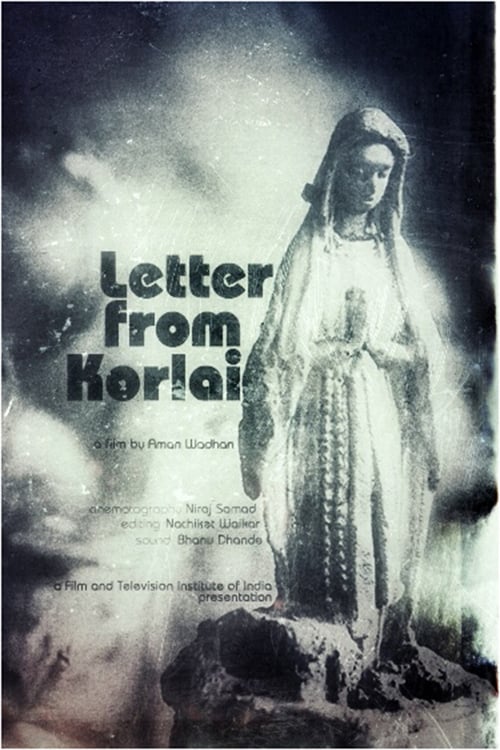 Letter
from
Korlai
a film by Aman Wadhan
cinematography Niraj Samad
editing Nachiket Waikar
sound Bhanu Dhande
a Film and Television Institute of India
presentation